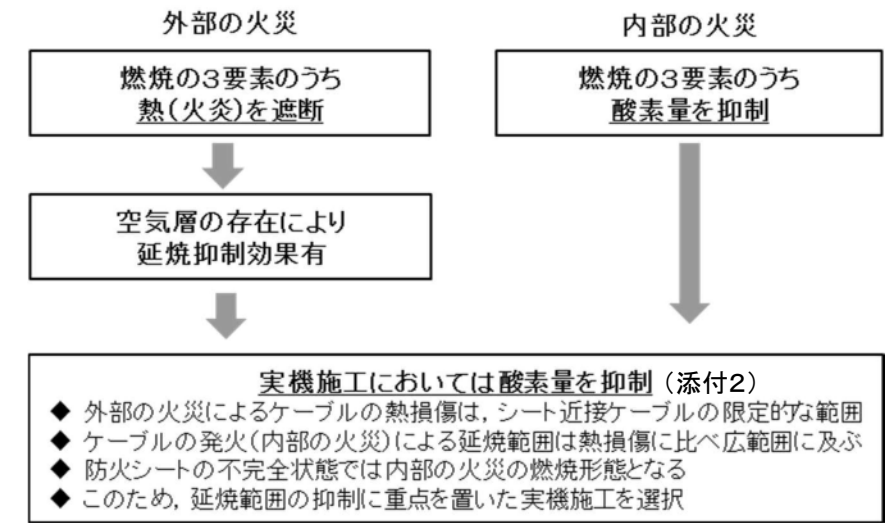 外部の火災
内部の火災
燃焼の3要素のうち
熱(火炎)を遮断
燃焼の3要素のうち
酸素量を抑制
空気層の存在により
延焼抑制効果有
実機施工においては酸素量を抑制(添付2)
◆ 外部の火災によるケーブルの熱損傷は,シート近接ケーブルの限定的な範囲
◆ ケーブルの発火(内部の火災)による延焼範囲は熱損傷に比べ広範囲に及ぶ
◆ 防火シートの不完全状態では内部の火災の燃焼形態となる
◆ このため,延焼範囲の抑制に重点を置いた実機施工を選択